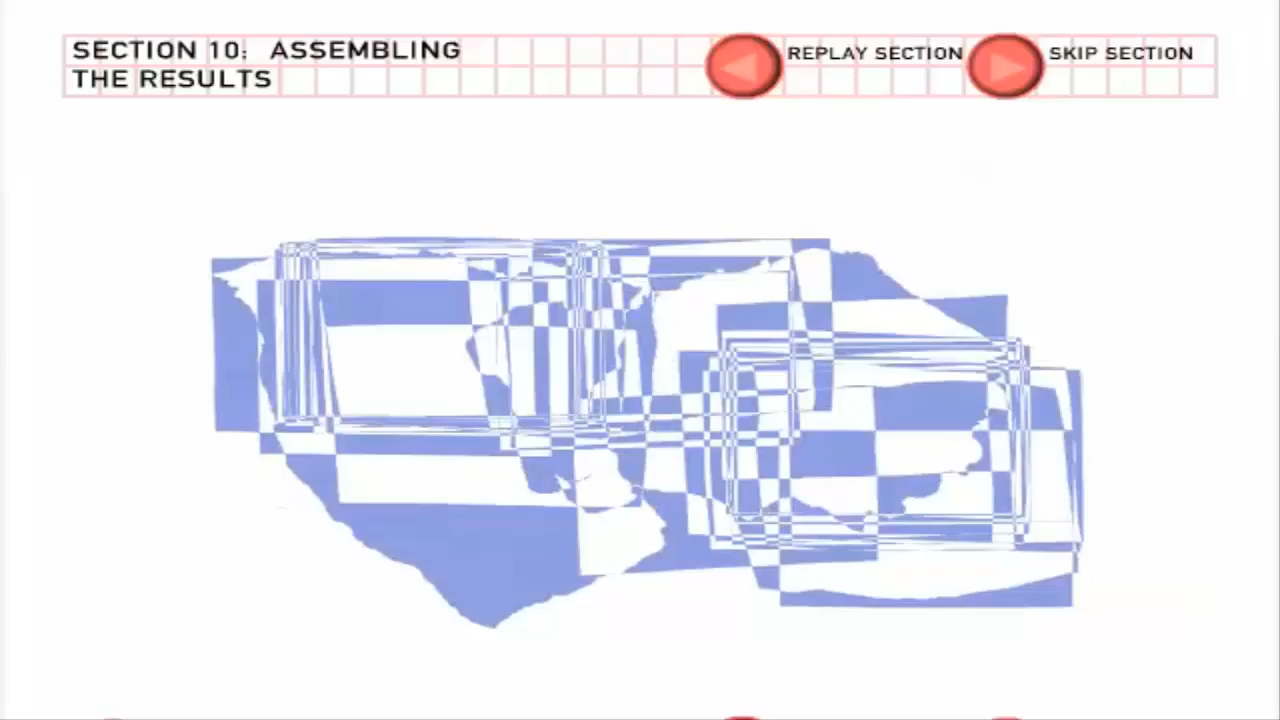 SECTION 10: ASSEMBLING
THE RESULTS
REPLAY SECTION
SKIP SECTION